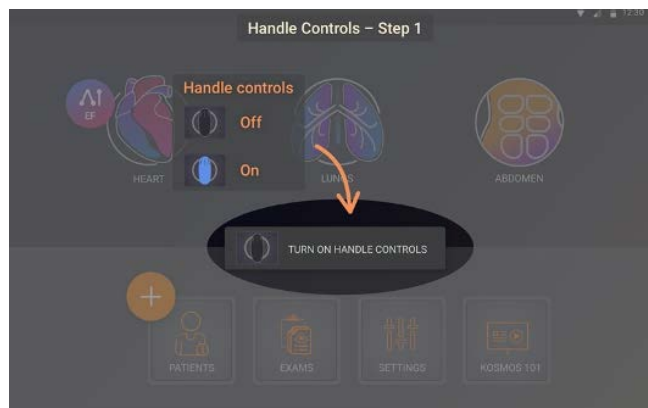 12:30
Handle Controls – Step 1
Handle controls
Off
On
AI
EF
HEART
LUNGS
ABDOMEN
TURN ON HANDLE CONTROLS
PATIENTS
EXAMS
SETTINGS
KOSMOS 101